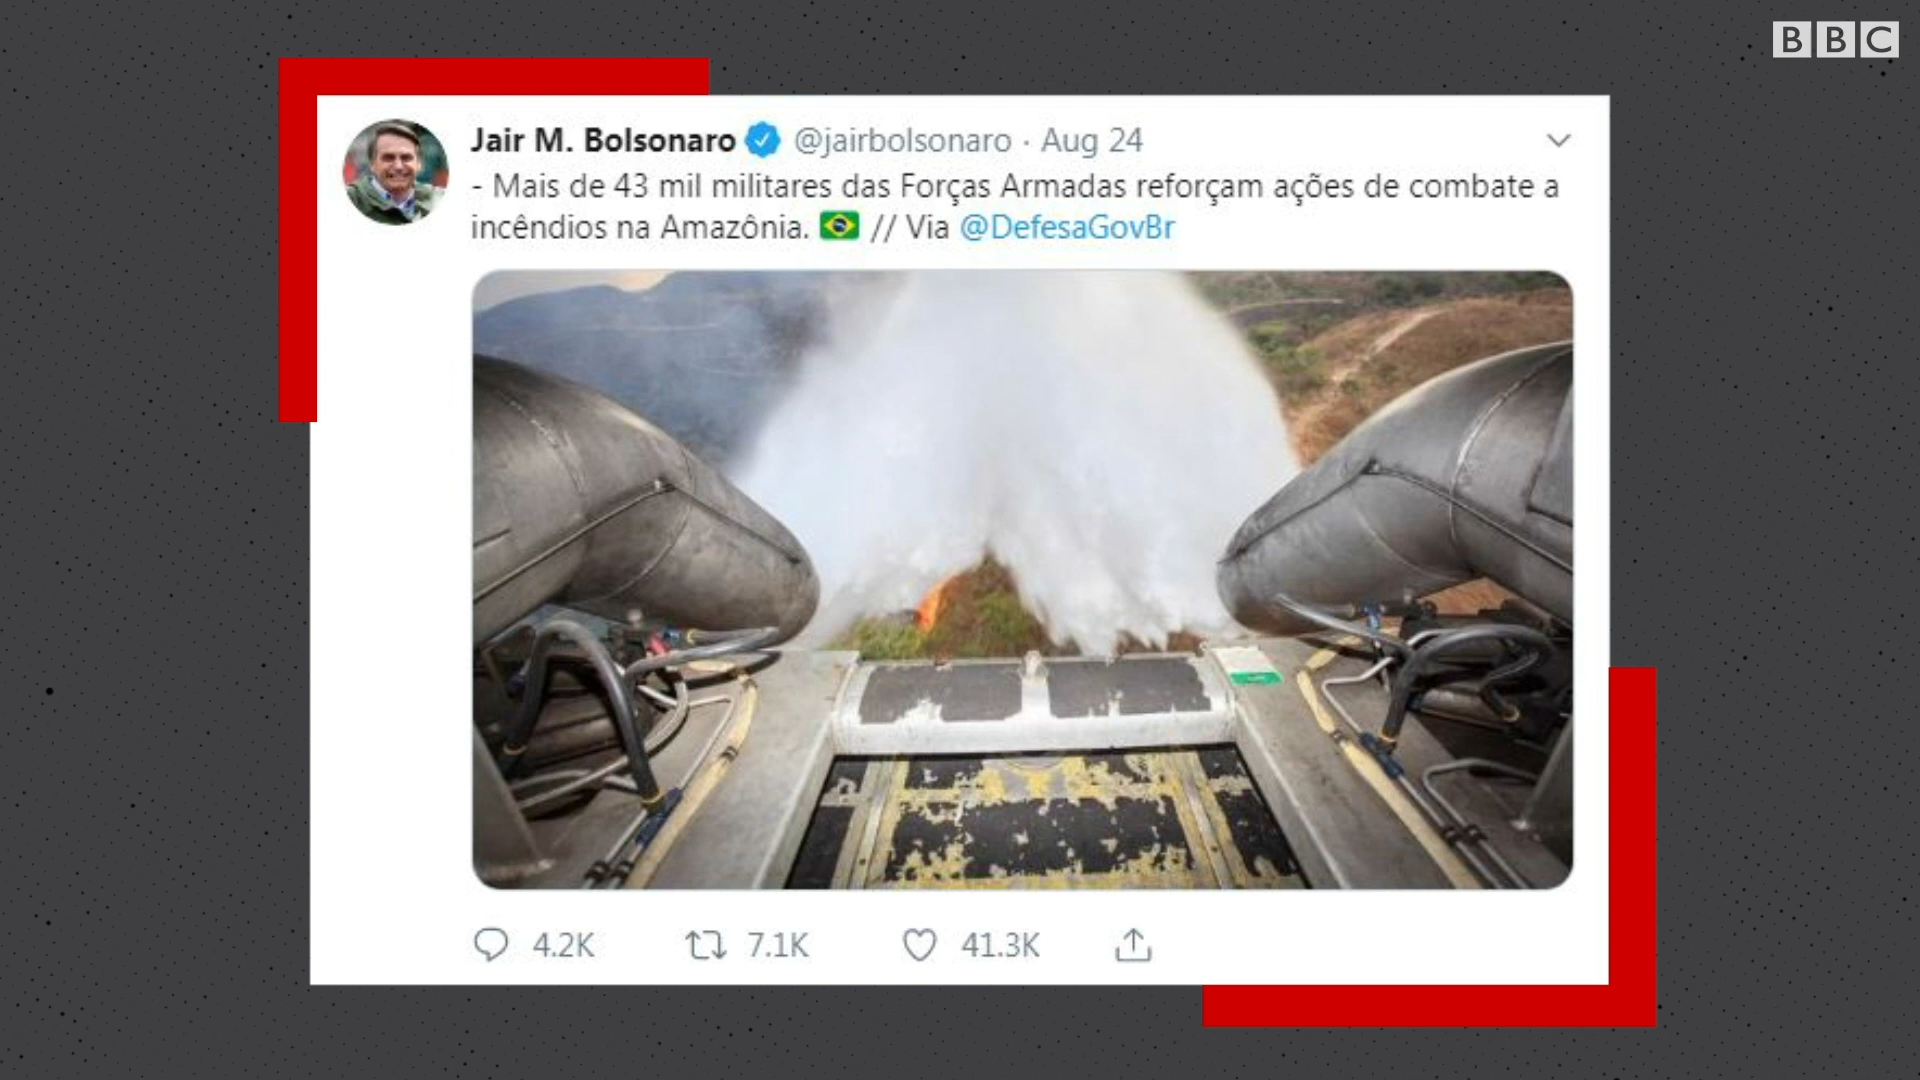 BBC
Jair M. Bolsonaro @jairbolsonaro · Aug 24
- Mais de 43 mil militares das Forças Armadas reforçam ações de combate a
incêndios na Amazônia. 🇧🇷 // Via @DefesaGovBr
4.2K 7.1K 41.3K